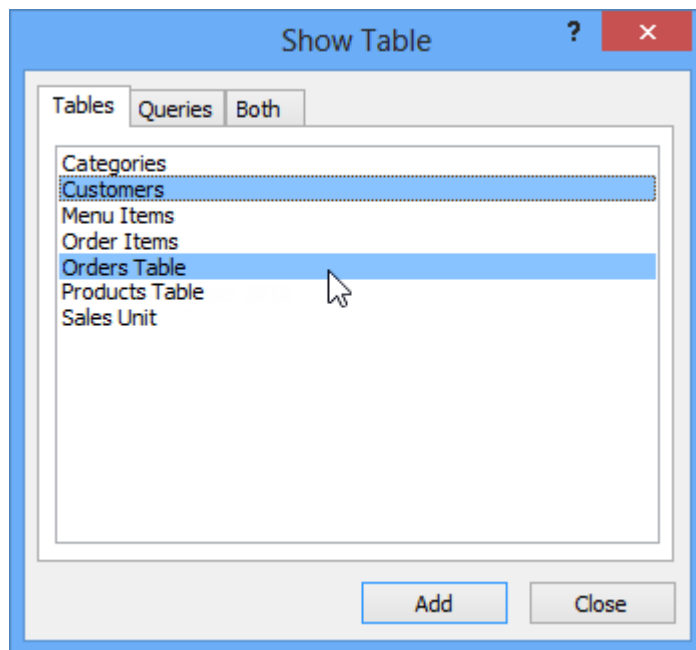 Show Table
?
Tables Queries Both
Categories
Customers
Menu Items
Order Items
Orders Table
Products Table
Sales Unit
Add Close